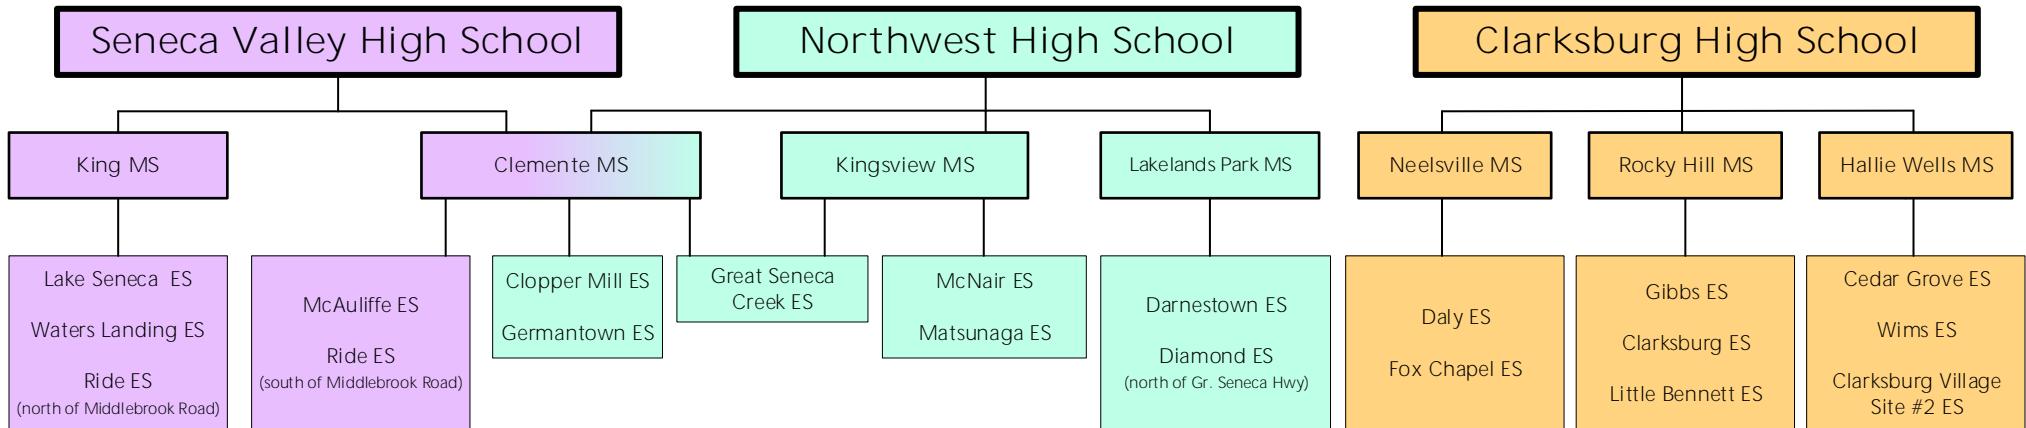 Seneca Valley High School
Northwest High School
Clarksburg High School
King MS
Clemente MS
Kingsview MS
Lakelands Park MS
Neelsville MS
Rocky Hill MS
Hallie Wells MS
Lake Seneca ES
Waters Landing ES
Ride ES
(north of Middlebrook Road)
McAuliffe ES
Ride ES
(south of Middlebrook Road)
Clopper Mill ES
Germantown ES
Great Seneca
Creek ES
McNair ES
Matsunaga ES
Darnestown ES
Diamond ES
(north of Gr. Seneca Hwy)
Daly ES
Fox Chapel ES
Gibbs ES
Clarksburg ES
Little Bennett ES
Cedar Grove ES
Wims ES
Clarksburg Village
Site #2 ES